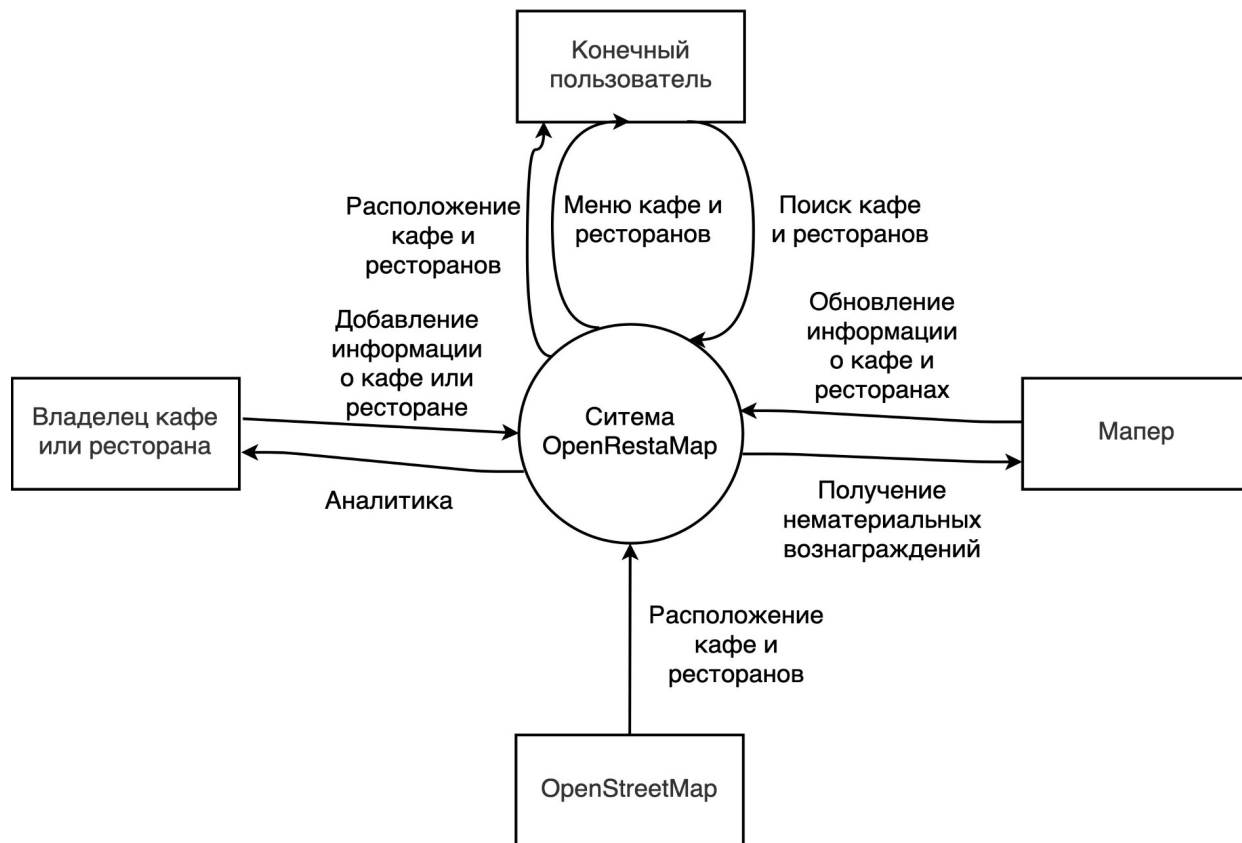 Конечный
пользователь
Расположение
кафе и
ресторанов
Меню кафе и
ресторанов
Поиск кафе
и ресторанов
Добавление
информации
о кафе или
ресторане
Обновление
информации
о кафе и
ресторанах
Владелец кафе
или ресторана
Ситема
OpenRestaMap
Мапер
Аналитика
Получение
нематериальных
вознаграждений
Расположение
кафе и
ресторанов
OpenStreetMap